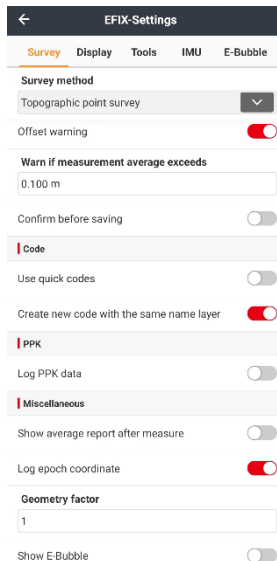 EFIX-Settings
Survey Display Tools IMU E-Bubble
Survey method
Topographic point survey
Offset warning
Warn if measurement average exceeds
0.100 m
Confirm before saving
Code
Use quick codes
Create new code with the same name layer
PPK
Log PPK data
Miscellaneous
Show average report after measure
Log epoch coordinate
Geometry factor
1
Show E-Bubble